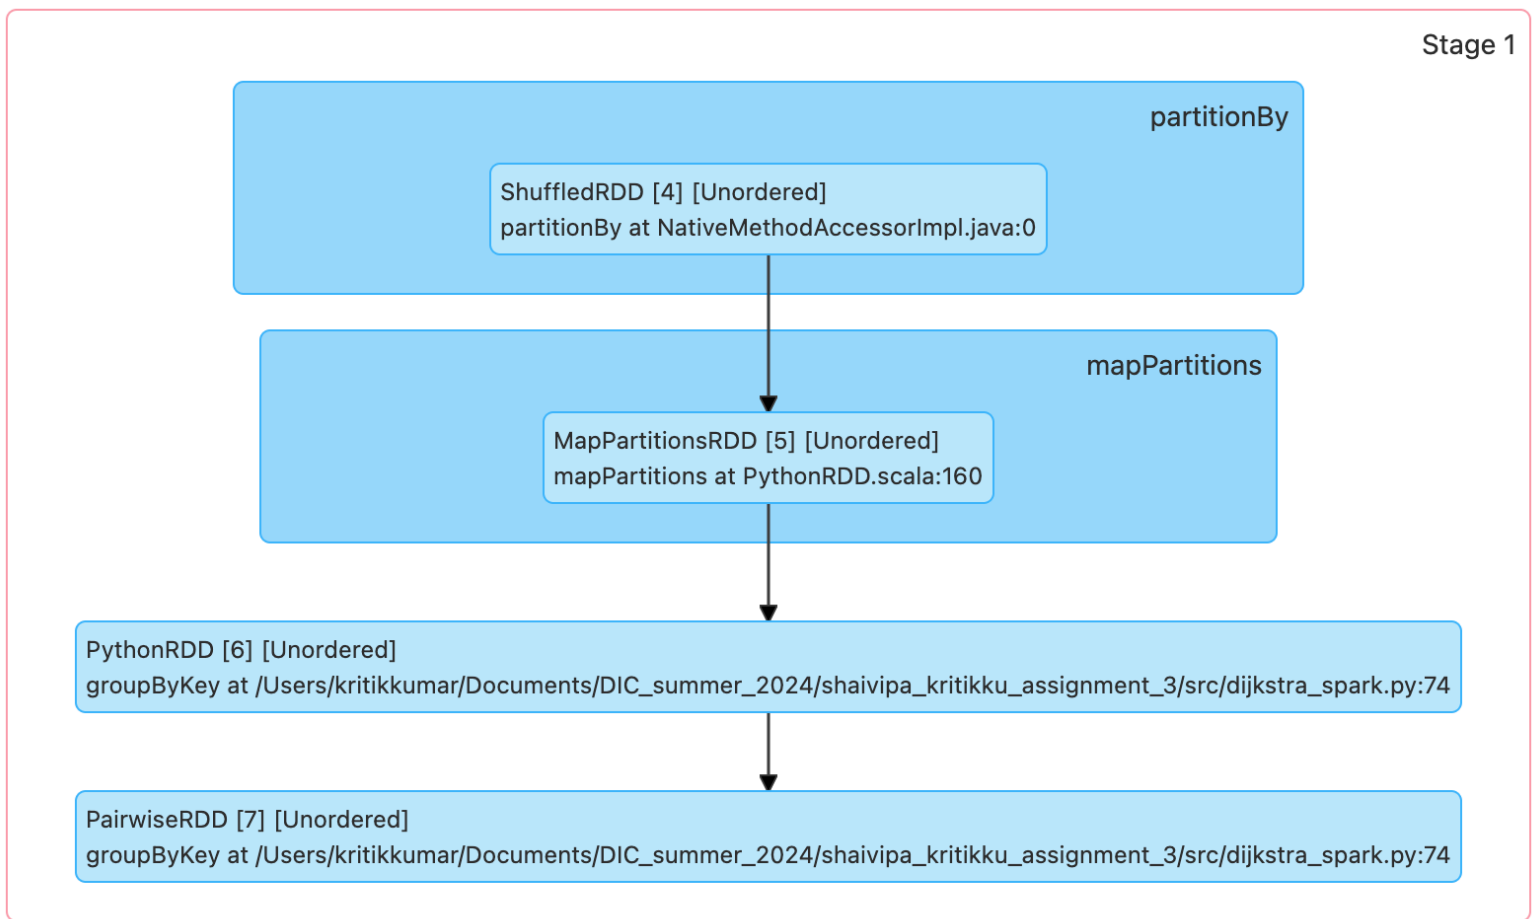 Stage 1
partitionBy
ShuffledRDD [4] [Unordered]
partitionBy at NativeMethodAccessorImpl.java:0
mapPartitions
MapPartitionsRDD [5] [Unordered]
mapPartitions at PythonRDD.scala:160
PythonRDD [6] [Unordered]
groupByKey at /Users/kritikkumar/Documents/DIC_summer_2024/shaivipa_kritikku_assignment_3/src/dijkstra_spark.py:74
PairwiseRDD [7] [Unordered]
groupByKey at /Users/kritikkumar/Documents/DIC_summer_2024/shaivipa_kritikku_assignment_3/src/dijkstra_spark.py:74